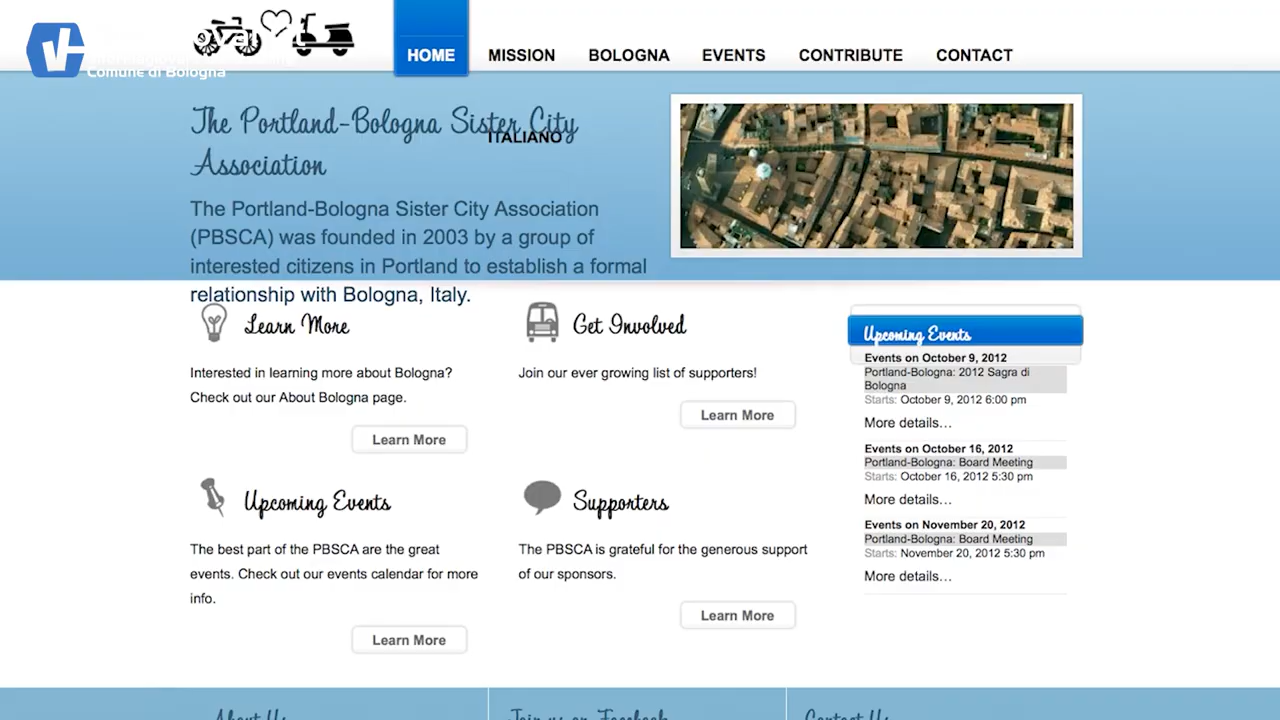 Comune di Bologna
HOME MISSION BOLOGNA EVENTS CONTRIBUTE CONTACT
ITALIANO
The Portland-Bologna Sister City
Association
The Portland-Bologna Sister City Association
(PBSCA) was founded in 2003 by a group of
interested citizens in Portland to establish a formal
relationship with Bologna, Italy.
Learn More
Interested in learning more about Bologna?
Check out our About Bologna page.
Learn More
Get Involved
Join our ever growing list of supporters!
Learn More
Upcoming Events
The best part of the PBSCA are the great
events. Check out our events calendar for more
info.
Learn More
Supporters
The PBSCA is grateful for the generous support
of our sponsors.
Learn More
Upcoming Events
Events on October 9, 2012
Portland-Bologna: 2012 Sagra di
Bologna
Starts: October 9, 2012 6:00 pm
More details…
Events on October 16, 2012
Portland-Bologna: Board Meeting
Starts: October 16, 2012 5:30 pm
More details…
Events on November 20, 2012
Portland-Bologna: Board Meeting
Starts: November 20, 2012 5:30 pm
More details…
About Us
Join us on Facebook
Contact Us